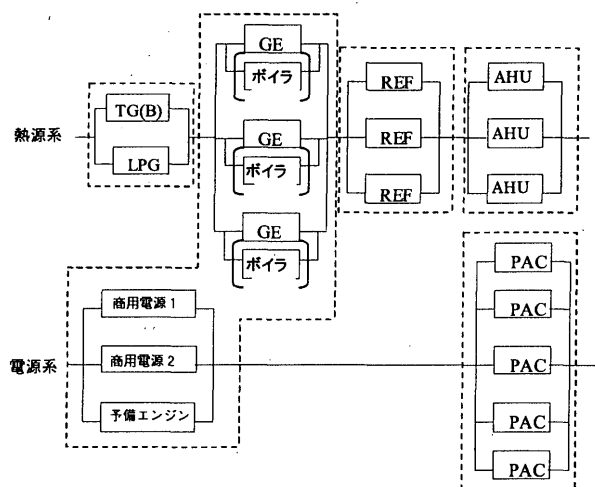 熱源系
TG(B)
LPG
GE
ボイラ
GE
ボイラ
GE
ボイラ
REF
REF
REF
AHU
AHU
AHU
電源系
商用電源1
商用電源2
予備エンジン
PAC
PAC
PAC
PAC
PAC